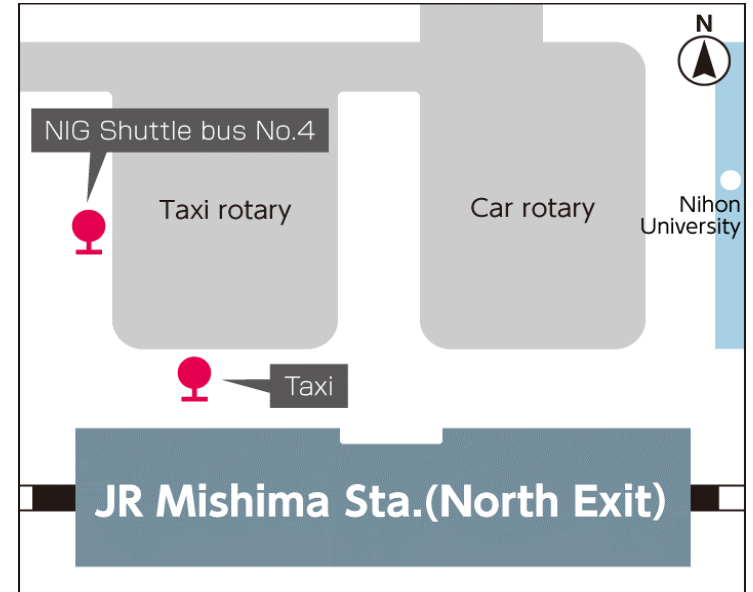 N
NIG Shuttle bus No.4
Taxi rotary
Car rotary
Nihon
University
Taxi
JR Mishima Sta.(North Exit)